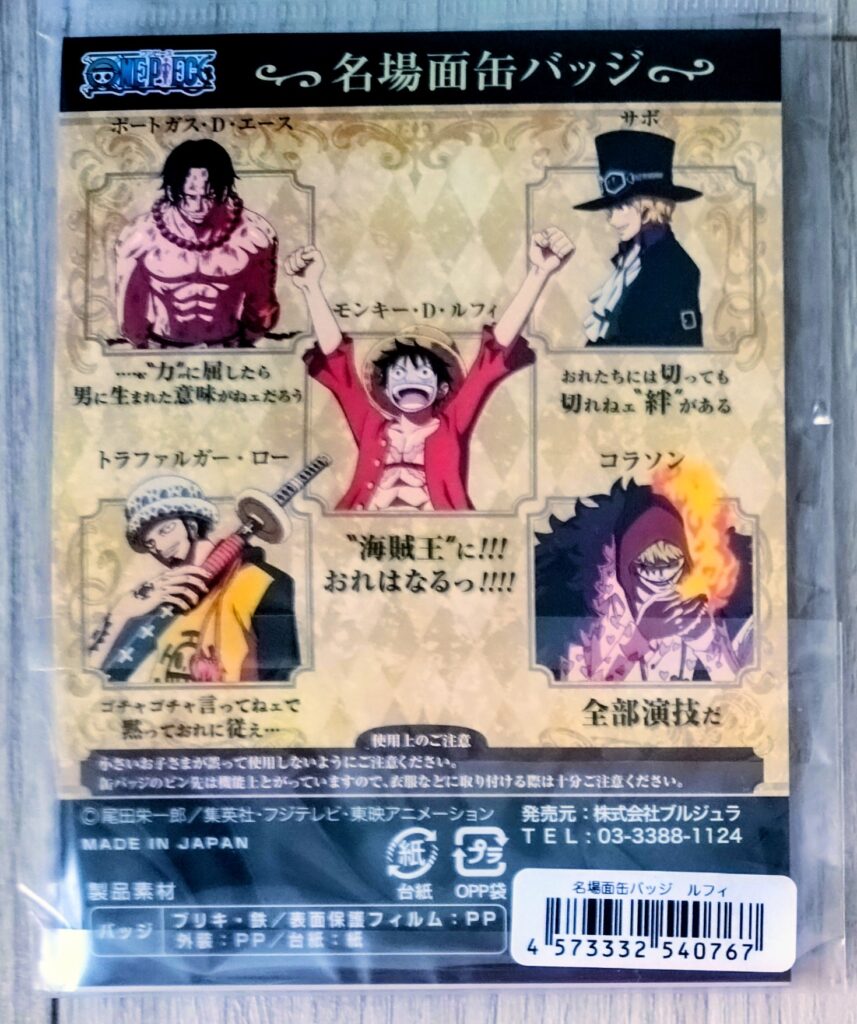 ワンピース
ONE PIECE
名場面缶バッジ
ポートガス・D・エース
サボ
モンキー・D・ルフィ
…"力"に屈したら
男に生まれた意味がねェだろう
おれたちには切っても
切れねェ"絆"がある
トラファルガー・ロー
コラソン
"海賊王"に!!!
おれはなるっ!!!!
ゴチャゴチャ言ってねェで
黙っておれに従え…
全部演技だ
使用上のご注意
小さいお子さまが誤って使用しないようにご注意ください。
缶バッジのピン先は機能上とがっていますので、衣服などに取り付ける際は十分ご注意ください。
©尾田栄一郎／集英社・フジテレビ・東映アニメーション
MADE IN JAPAN
発売元：株式会社ブルジュラ
TEL：03-3388-1124
紙
プラ
台紙
OPP袋
製品素材
バッジ
ブリキ・鉄／表面保護フィルム：PP
外装：PP／台紙：紙
名場面缶バッジ ルフィ
4 573332 540767